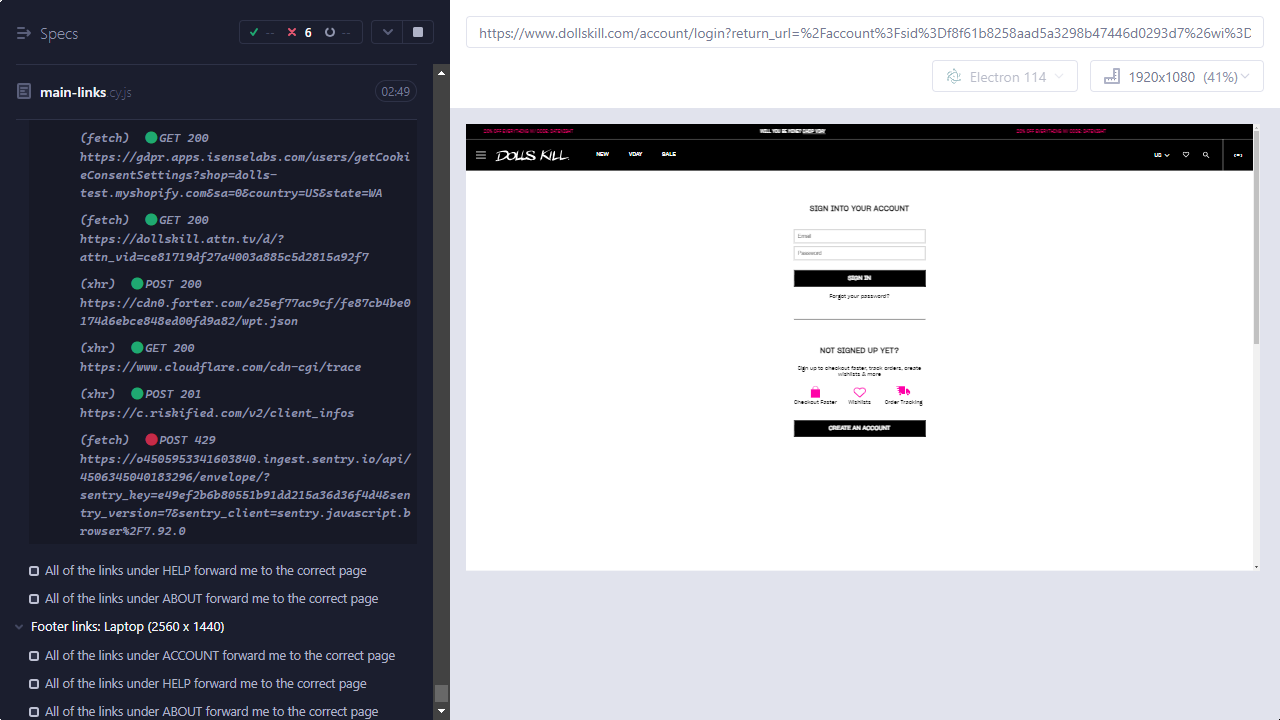 Specs
--
6
--
main-links.cy.js
02:49
(fetch) GET 200
https://gdpr.apps.isenselabs.com/users/getCooki
eConsentSettings?shop=dolls-
test.myshopify.com&sa=0&country=US&state=WA
(fetch) GET 200
https://dollskill.attn.tv/d/?
attn_vid=ce1719df27a4003a885c5d2815a92f7
(xhr) POST 200
https://cdn0.forter.com/e25ef77ac9cf/fe87cb4be0
174d6ebce848ed00fd9a82/wpt.json
(xhr) GET 200
https://www.cloudflare.com/cdn-cgi/trace
(xhr) POST 201
https://c.riskified.com/v2/client_infos
(fetch) POST 429
https://o4505953341603840.ingest.sentry.io/api/
4506345040183296/envelope/?
sentry_key=e49ef2b6b80551b91dd215a36d36f4d4&sen
try_version=7&sentry_client=sentry.javascript.b
rowser%2F7.92.0
All of the links under HELP forward me to the correct page
All of the links under ABOUT forward me to the correct page
Footer links: Laptop (2560 x 1440)
All of the links under ACCOUNT forward me to the correct page
All of the links under HELP forward me to the correct page
All of the links under ABOUT forward me to the correct page
https://www.dollskill.com/account/login?return_url=%2Faccount%3Fsid%3Df8f61b8258aad5a3298b47446d0293d7%26wi%3D
Electron 114
1920x1080 (41%)
WILL YOU BE MINE? SHOP VDAY
DOLLS KILL
NEW
VDAY
SALE
US
SIGN INTO YOUR ACCOUNT
Email
Password
SIGN IN
Forgot your password?
NOT SIGNED UP YET?
Sign up to checkout faster, track orders, create
wishlists & more
Checkout Faster
Wishlists
Order Tracking
CREATE AN ACCOUNT